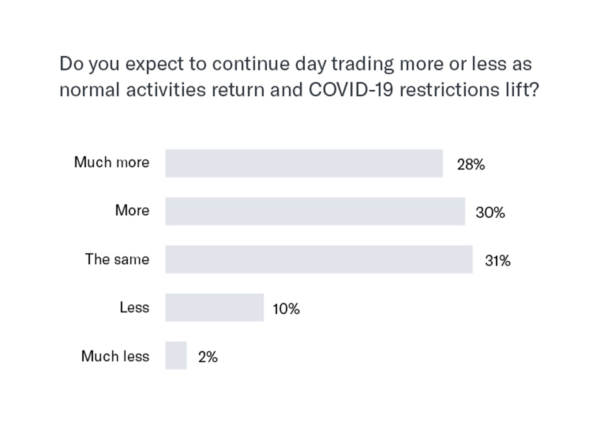 Do you expect to continue day trading more or less as
normal activities return and COVID-19 restrictions lift?
Much more 28%
More 30%
The same 31%
Less 10%
Much less 2%